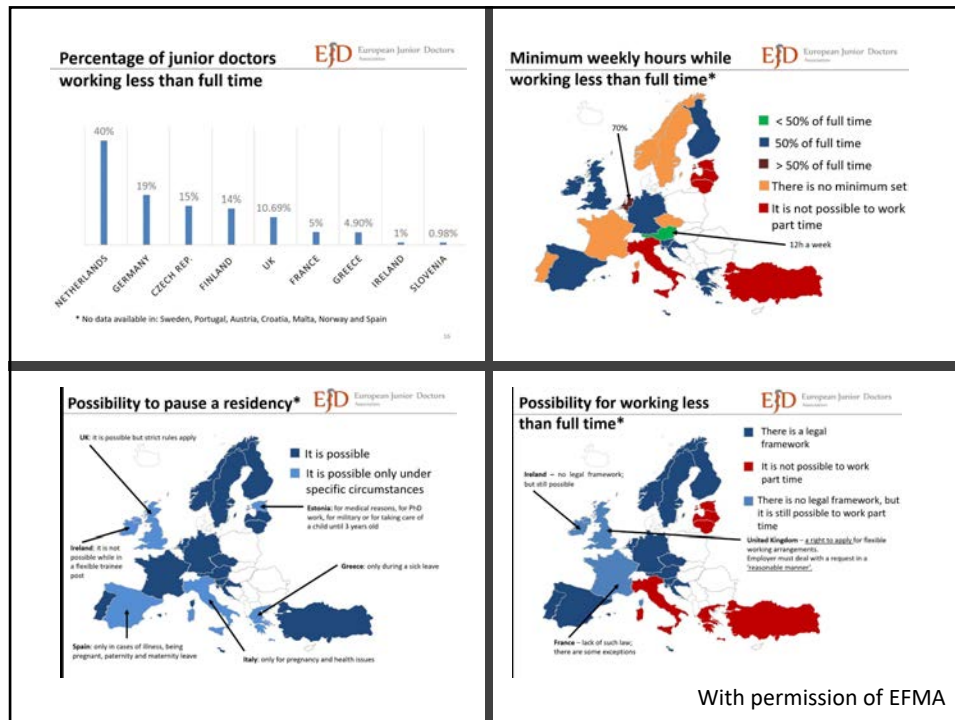 Percentage of junior doctors
working less than full time
EJD European Junior Doctors
Association
40%
19%
15%
14%
10.69%
5%
4.90%
1%
0.98%
NETHERLANDS
GERMANY
CZECH REP.
FINLAND
UK
FRANCE
GREECE
IRELAND
SLOVENIA
* No data available in: Sweden, Portugal, Austria, Croatia, Malta, Norway and Spain
Minimum weekly hours while
working less than full time*
EJD European Junior Doctors
Association
70%
< 50% of full time
50% of full time
> 50% of full time
There is no minimum set
It is not possible to work
part time
12h a week
Possibility to pause a residency*
EJD European Junior Doctors
Association
UK: it is possible but strict rules apply
It is possible
It is possible only under
specific circumstances
Estonia: for medical reasons, for PhD
work, for military or for taking care of
a child until 3 years old
Ireland: it is not
possible while in
a flexible trainee
post
Greece: only during a sick leave
Spain: only in cases of illness, being
pregnant, paternity and maternity leave
Italy: only for pregnancy and health issues
Possibility for working less
than full time*
EJD European Junior Doctors
Association
There is a legal
framework
It is not possible to work
part time
There is no legal framework, but
it is still possible to work part
time
Ireland – no legal framework;
but still possible
United Kingdom – a right to apply for flexible
working arrangements.
Employer must deal with a request in a
'reasonable manner'.
France – lack of such law;
there are some exceptions
With permission of EFMA